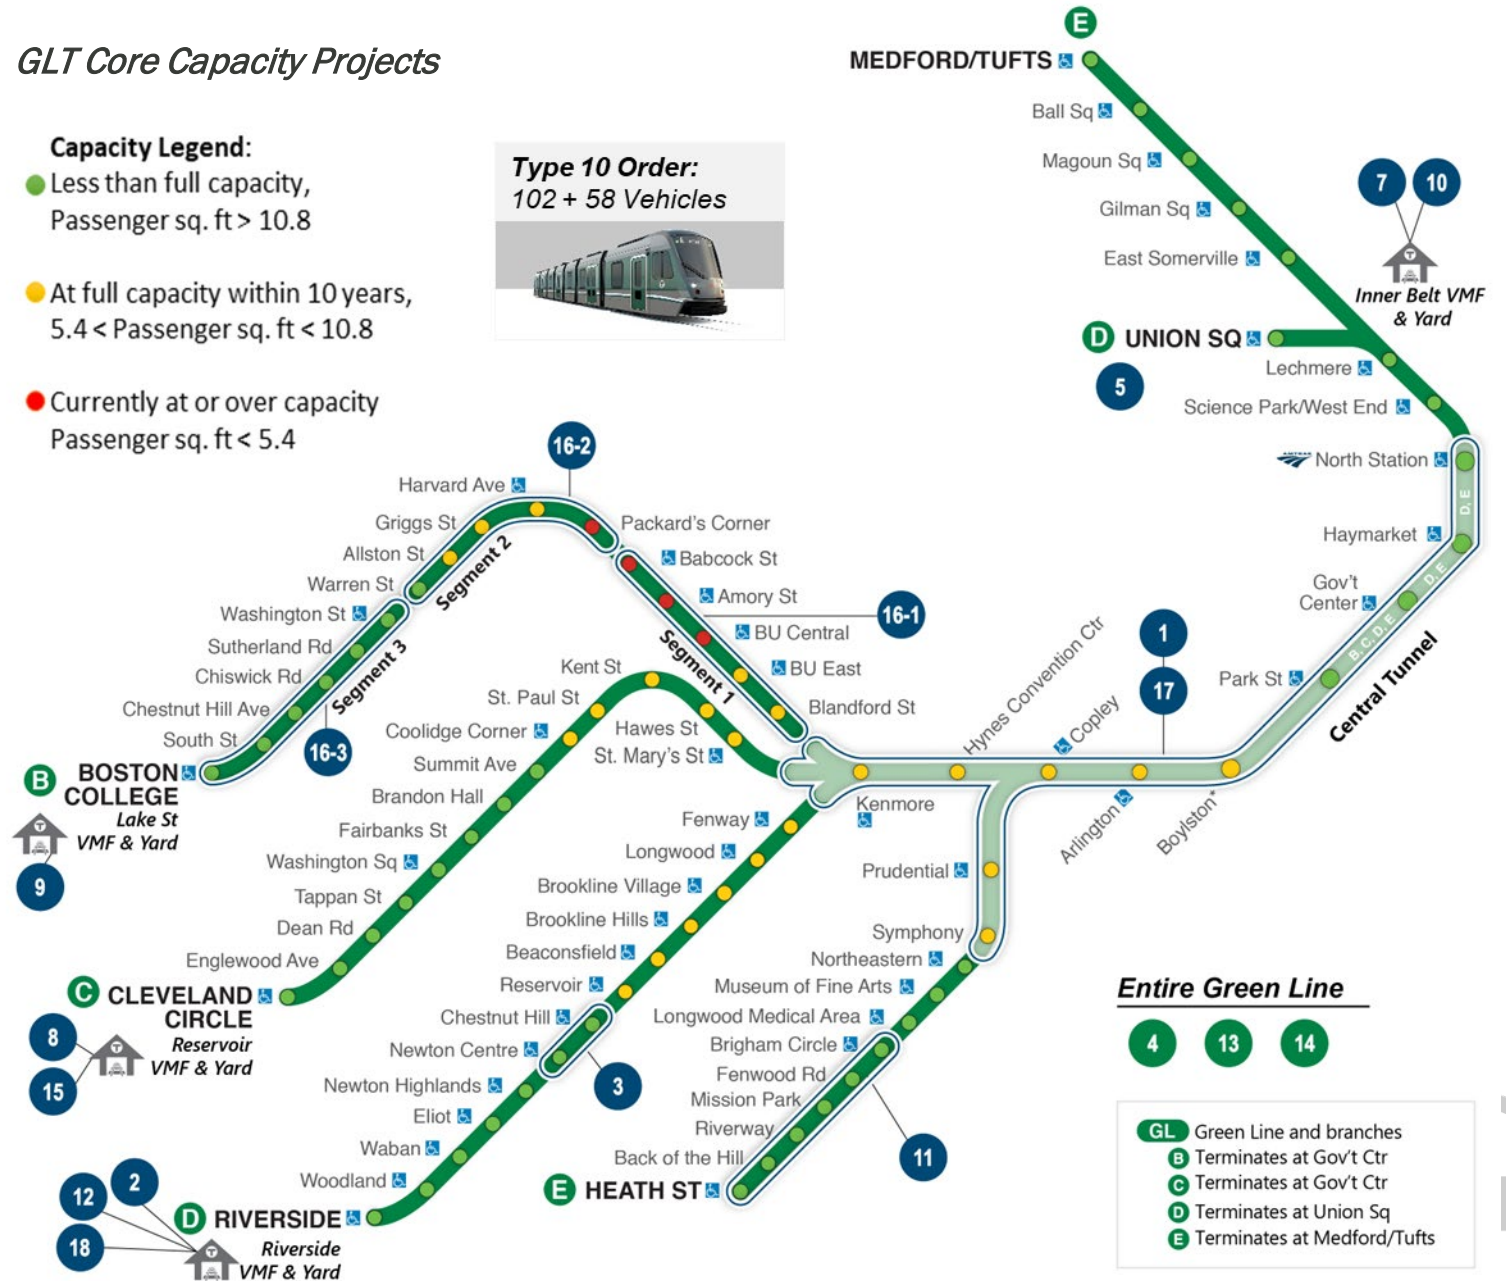 GLT Core Capacity Projects
Capacity Legend:
Less than full capacity,
Passenger sq. ft > 10.8
At full capacity within 10 years,
5.4 < Passenger sq. ft < 10.8
Currently at or over capacity
Passenger sq. ft < 5.4
Type 10 Order:
102 + 58 Vehicles
E
MEDFORD/TUFTS
Ball Sq
Magoun Sq
Gilman Sq
East Somerville
7
10
Inner Belt VMF
& Yard
D UNION SQ
5
Lechmere
Science Park/West End
AMTRAK
North Station
D, E
Haymarket
D, E
Gov't
Center
B, C, D, E
Park St
Central Tunnel
1
17
Boylston*
Arlington
Copley
Hynes Convention Ctr
Kenmore
Prudential
Symphony
Northeastern
Museum of Fine Arts
Longwood Medical Area
Brigham Circle
Fenwood Rd
Mission Park
Riverway
Back of the Hill
E HEATH ST
11
16-2
Harvard Ave
Griggs St
Allston St
Warren St
Washington St
Sutherland Rd
Chiswick Rd
Chestnut Hill Ave
South St
Segment 2
Segment 3
16-3
Packard's Corner
Babcock St
Amory St
16-1
BU Central
BU East
Blandford St
Segment 1
B BOSTON
COLLEGE
Lake St
VMF & Yard
T
9
Kent St
St. Paul St
Hawes St
Coolidge Corner
St. Mary's St
Summit Ave
Brandon Hall
Fairbanks St
Washington Sq
Tappan St
Dean Rd
Englewood Ave
C CLEVELAND
CIRCLE
Reservoir
VMF & Yard
T
8
15
Fenway
Longwood
Brookline Village
Brookline Hills
Beaconsfield
Reservoir
Chestnut Hill
Newton Centre
3
Newton Highlands
Eliot
Waban
Woodland
D RIVERSIDE
Riverside
VMF & Yard
T
2
12
18
Entire Green Line
4
13
14
GL Green Line and branches
B Terminates at Gov't Ctr
C Terminates at Gov't Ctr
D Terminates at Union Sq
E Terminates at Medford/Tufts